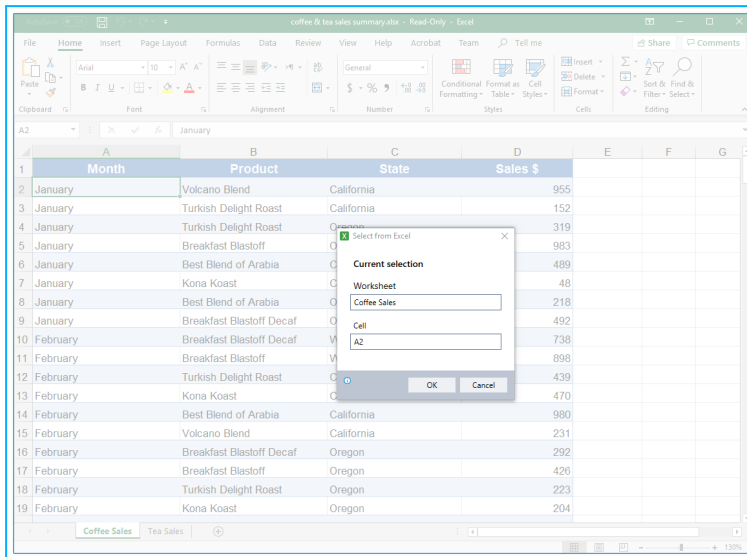 AutoSave
coffee & tea sales summary.xlsx - Read-Only - Excel
File Home Insert Page Layout Formulas Data Review View Help Acrobat Team Tell me Share Comments
Paste
Clipboard
Arial 10 A A
B I U A
Font
ab
Alignment
General
$ % 9 .00
Number
Conditional Formatting
Format as Table
Cell Styles
Styles
Insert
Delete
Format
Cells
Sort & Filter
Find & Select
Editing
A2 January
A B C D E F G
1 Month Product State Sales $
2 January Volcano Blend California 955
3 January Turkish Delight Roast California 152
4 January Turkish Delight Roast Oregon 319
5 January Breakfast Blastoff O 983
6 January Best Blend of Arabia C 489
7 January Kona Koast C 48
8 January Best Blend of Arabia O 218
9 January Breakfast Blastoff Decaf O 492
10 February Breakfast Blastoff Decaf W 738
11 February Breakfast Blastoff W 898
12 February Turkish Delight Roast C 439
13 February Kona Koast C 470
14 February Best Blend of Arabia California 980
15 February Volcano Blend California 231
16 February Breakfast Blastoff Decaf Oregon 292
17 February Breakfast Blastoff Oregon 426
18 February Turkish Delight Roast Oregon 223
19 February Kona Koast Oregon 204
Select from Excel
Current selection
Worksheet
Coffee Sales
Cell
A2
OK Cancel
Coffee Sales Tea Sales
130%